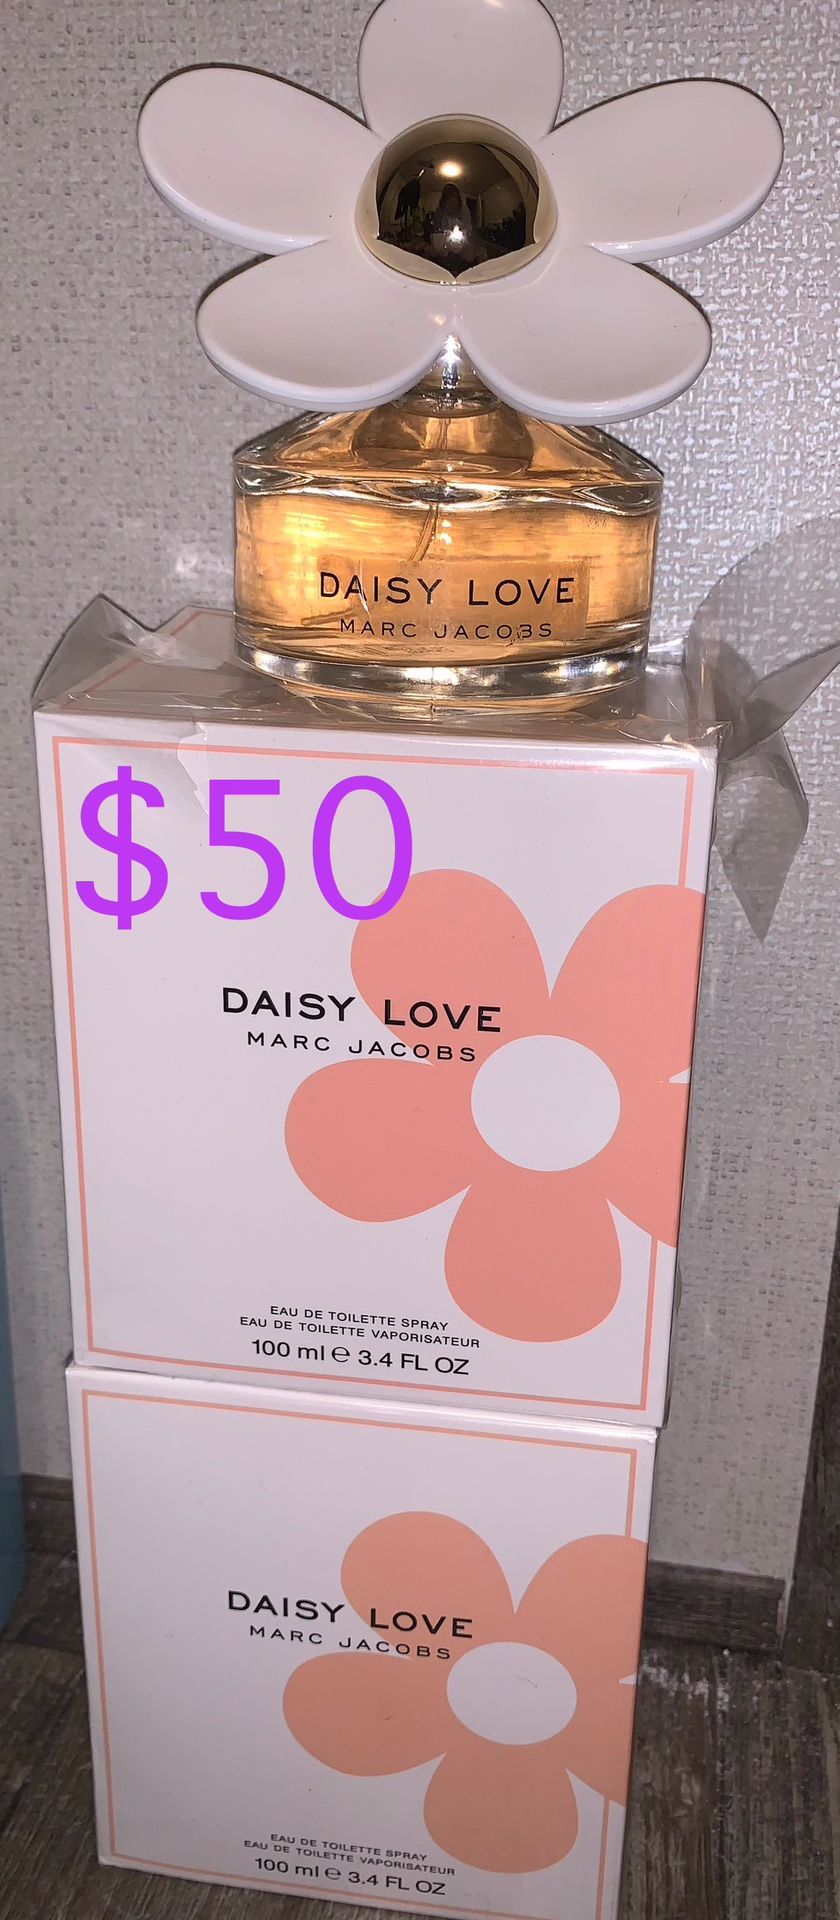 DAISY LOVE
MARC JACOBS
$50
DAISY LOVE
MARC JACOBS
EAU DE TOILETTE SPRAY
EAU DE TOILETTE VAPORISATEUR
100 ml ℮ 3.4 FL OZ
DAISY LOVE
MARC JACOBS
EAU DE TOILETTE SPRAY
EAU DE TOILETTE VAPORISATEUR
100 ml ℮ 3.4 FL OZ